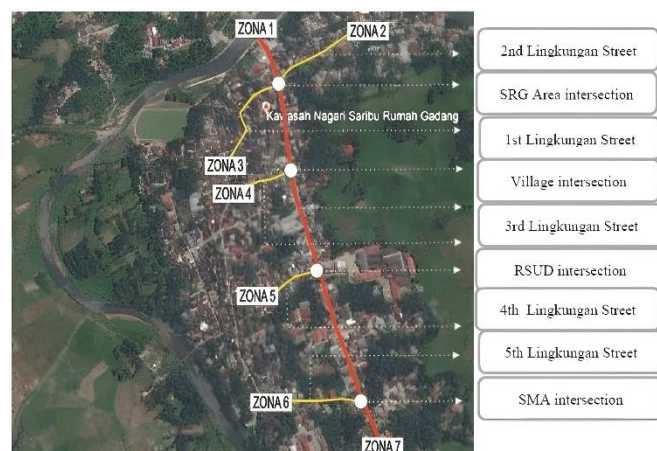 ZONA 1
ZONA 2
Kawasan Nagari Saribu Rumah Gadang
ZONA 3
ZONA 4
ZONA 5
ZONA 6
ZONA 7
2nd Lingkungan Street
SRG Area intersection
1st Lingkungan Street
Village intersection
3rd Lingkungan Street
RSUD intersection
4th Lingkungan Street
5th Lingkungan Street
SMA intersection